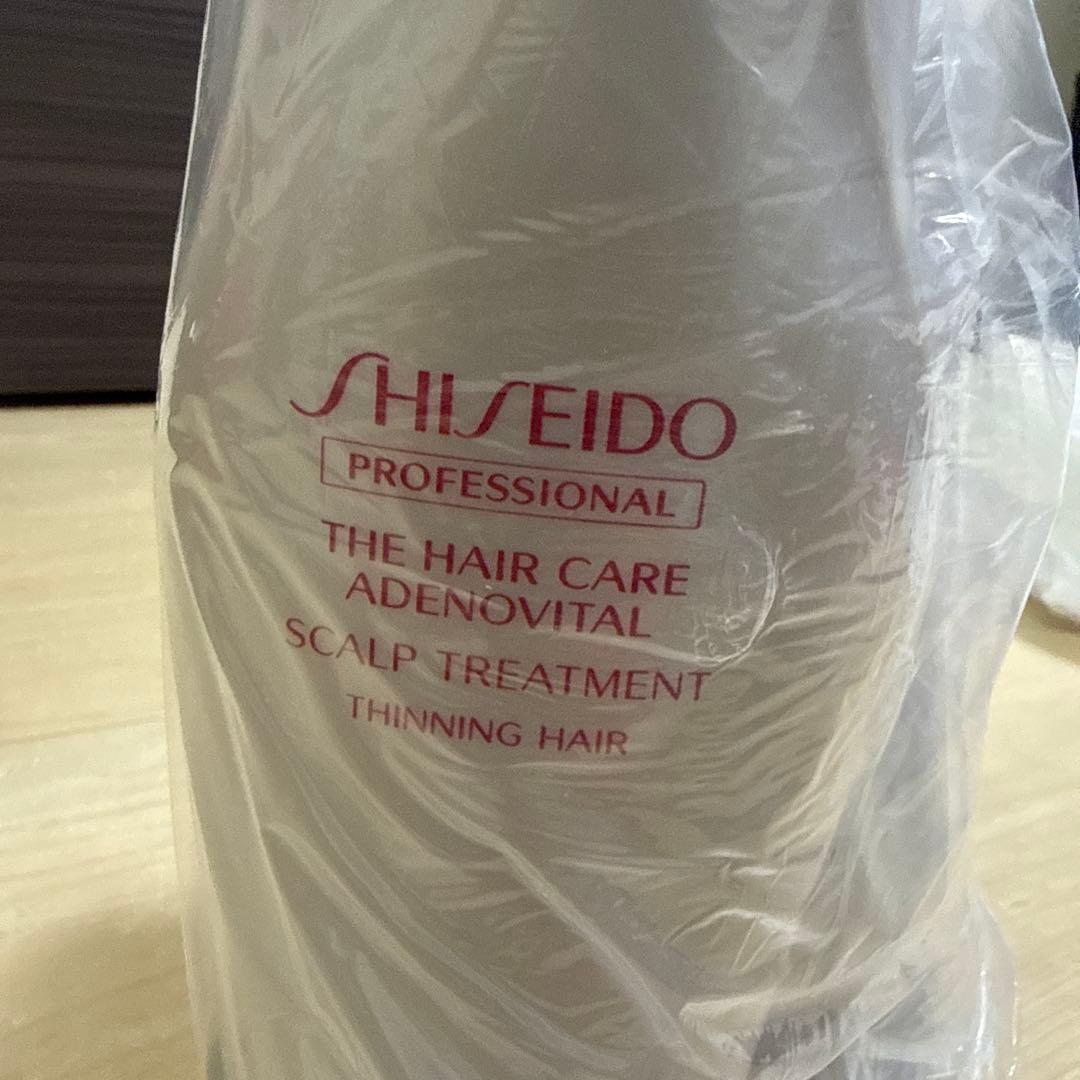 SHISEIDO
PROFESSIONAL
THE HAIR CARE
ADENOVITAL
SCALP TREATMENT
THINNING HAIR